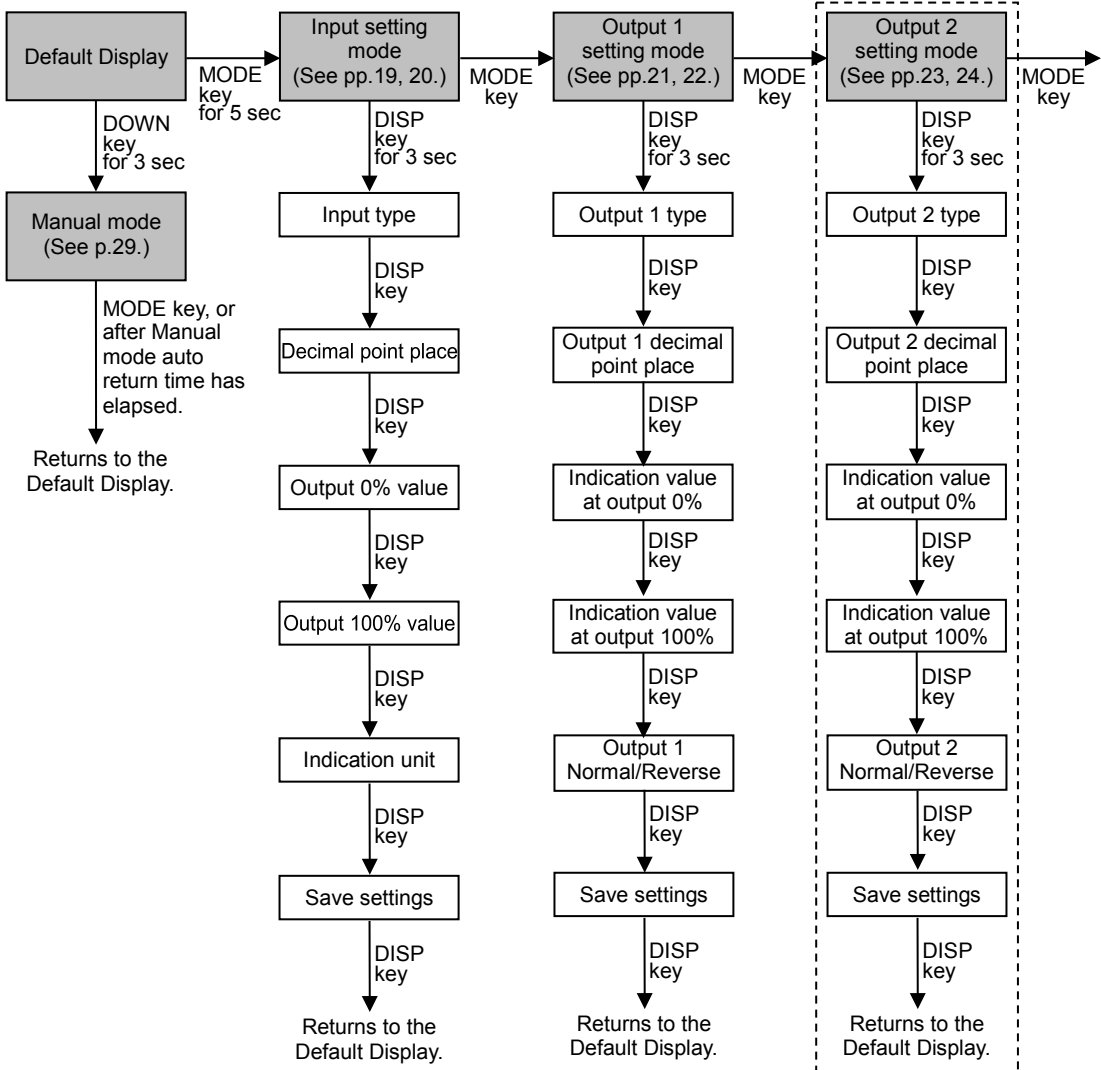 Default Display
MODE
key
for 5 sec
Input setting
mode
(See pp.19, 20.)
MODE
key
Output 1
setting mode
(See pp.21, 22.)
MODE
key
Output 2
setting mode
(See pp.23, 24.)
MODE
key
DOWN
key
for 3 sec
Manual mode
(See p.29.)
MODE key, or
after Manual
mode auto
return time has
elapsed.
Returns to the
Default Display.
DISP
key
for 3 sec
Input type
DISP
key
Decimal point place
DISP
key
Output 0% value
DISP
key
Output 100% value
DISP
key
Indication unit
DISP
key
Save settings
DISP
key
Returns to the
Default Display.
DISP
key
for 3 sec
Output 1 type
DISP
key
Output 1 decimal
point place
DISP
key
Indication value
at output 0%
DISP
key
Indication value
at output 100%
DISP
key
Output 1
Normal/Reverse
DISP
key
Save settings
DISP
key
Returns to the
Default Display.
DISP
key
for 3 sec
Output 2 type
DISP
key
Output 2 decimal
point place
DISP
key
Indication value
at output 0%
DISP
key
Indication value
at output 100%
DISP
key
Output 2
Normal/Reverse
DISP
key
Save settings
DISP
key
Returns to the
Default Display.